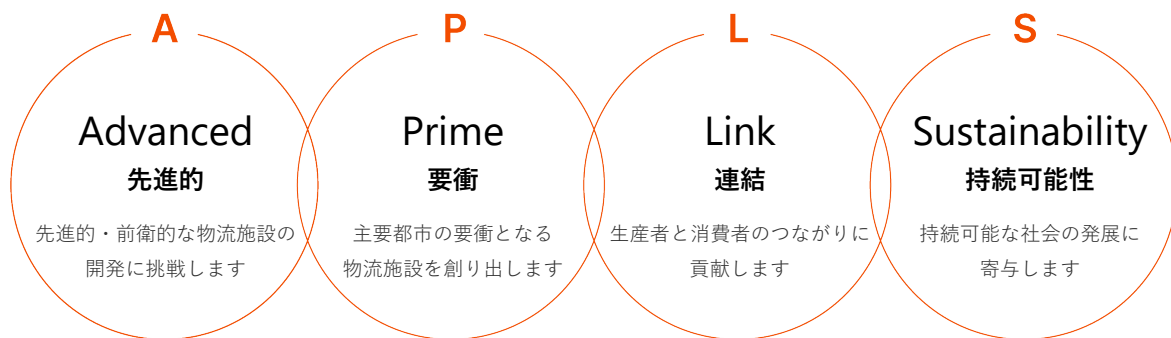 A
Advanced
先進的
先進的・前衛的な物流施設の
開発に挑戦します
P
Prime
要衝
主要都市の要衝となる
物流施設を創り出します
L
Link
連結
生産者と消費者のつながりに
貢献します
S
Sustainability
持続可能性
持続可能な社会の発展に
寄与します